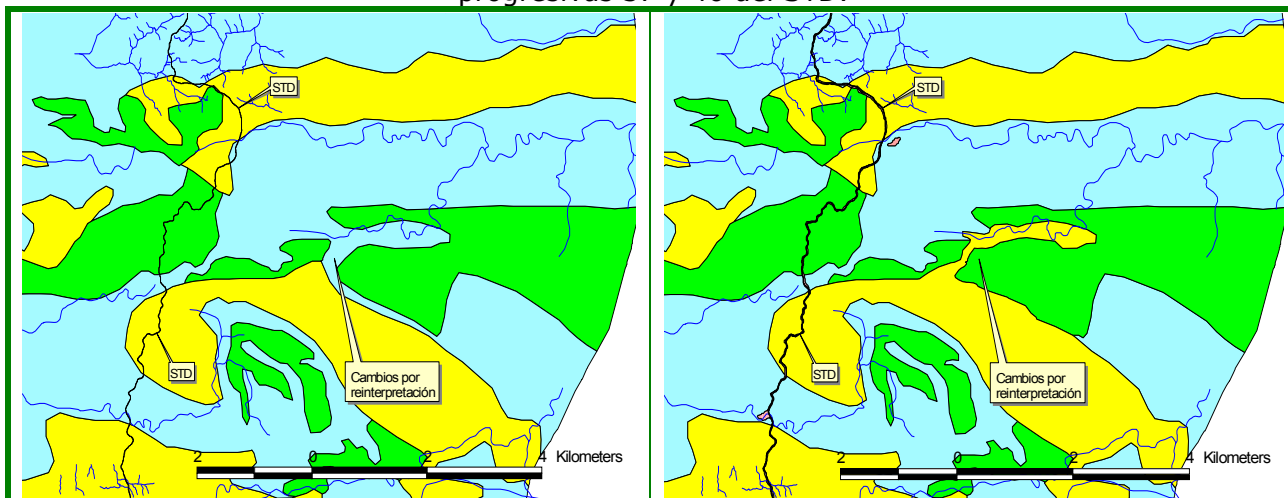 STD
Cambios por
reinterpretación
STD
2 0 2 4 Kilometers
STD
Cambios por
reinterpretación
STD
2 0 2 4 Kilometers